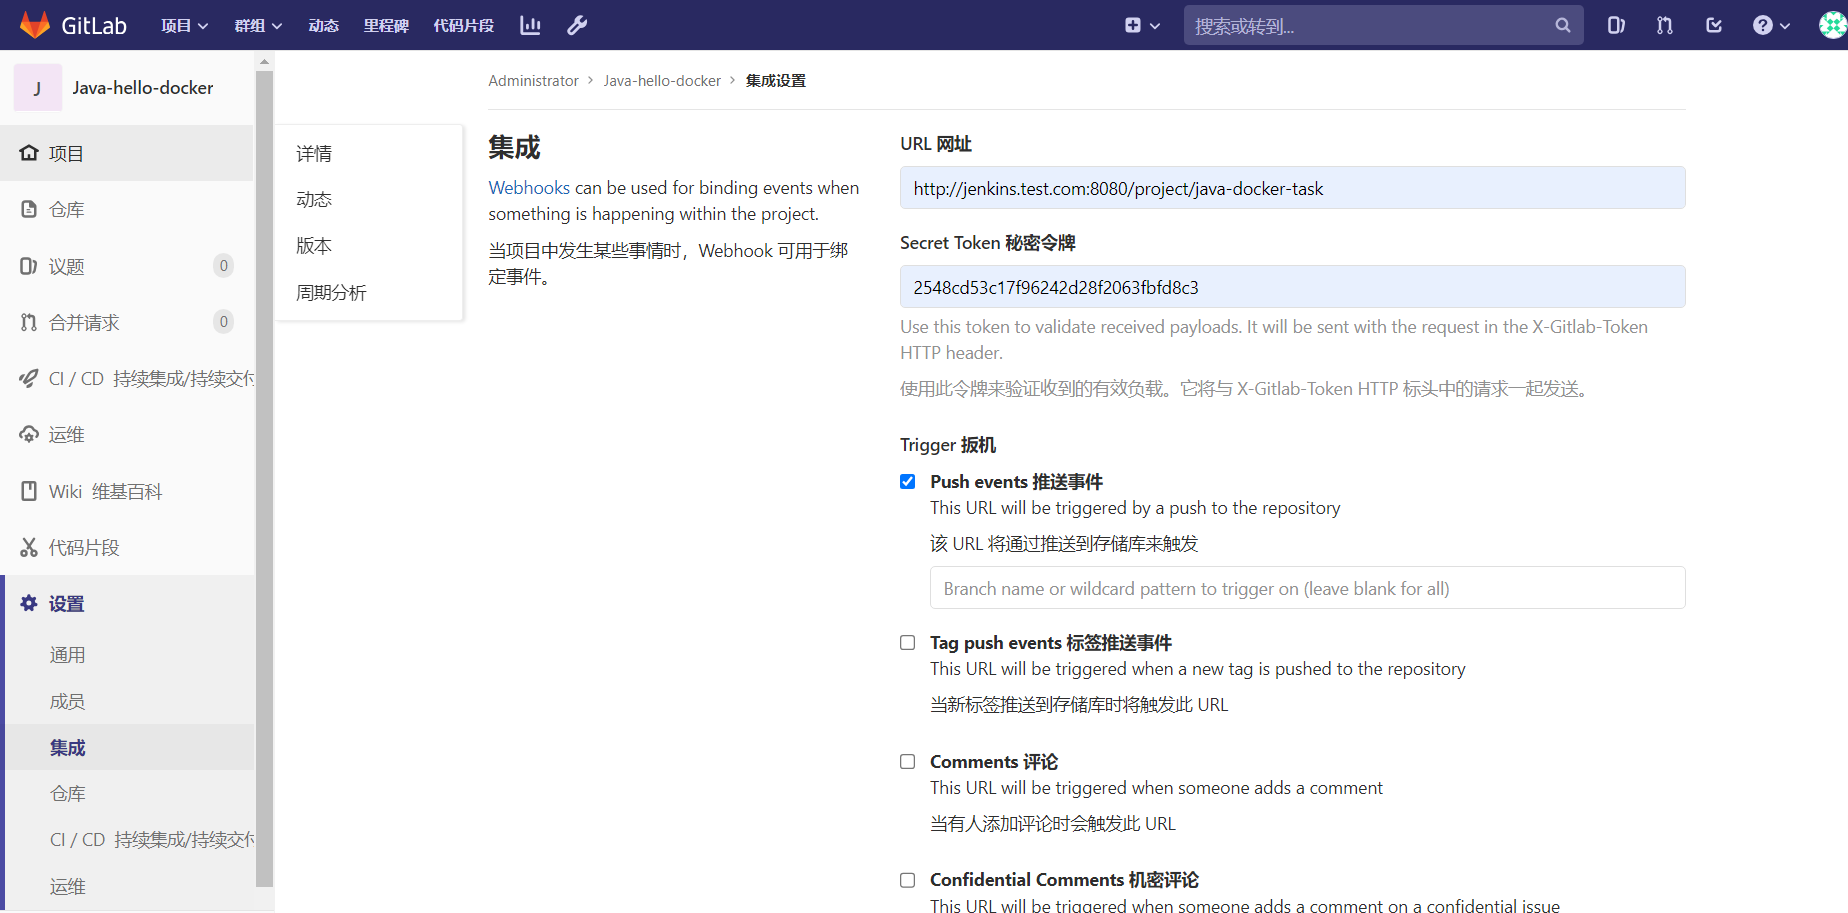 GitLab 项目 群组 动态 里程碑 代码片段 搜索或转到...
J Java-hello-docker
项目
仓库
议题 0
合并请求 0
CI / CD 持续集成/持续交付
运维
Wiki 维基百科
代码片段
设置
通用
成员
集成
仓库
CI / CD 持续集成/持续交付
运维
详情
动态
版本
周期分析
Administrator > Java-hello-docker > 集成设置
集成
Webhooks can be used for binding events when
something is happening within the project.
当项目中发生某些事情时，Webhook 可用于绑
定事件。
URL 网址
http://jenkins.test.com:8080/project/java-docker-task
Secret Token 秘密令牌
2548cd53c17f96242d28f2063fbfd8c3
Use this token to validate received payloads. It will be sent with the request in the X-Gitlab-Token
HTTP header.
使用此令牌来验证收到的有效负载。它将与 X-Gitlab-Token HTTP 标头中的请求一起发送。
Trigger 扳机
Push events 推送事件
This URL will be triggered by a push to the repository
该 URL 将通过推送到存储库来触发
Branch name or wildcard pattern to trigger on (leave blank for all)
Tag push events 标签推送事件
This URL will be triggered when a new tag is pushed to the repository
当新标签推送到存储库时将触发此 URL
Comments 评论
This URL will be triggered when someone adds a comment
当有人添加评论时会触发此 URL
Confidential Comments 机密评论
This URL will be triggered when someone adds a comment on a confidential issue